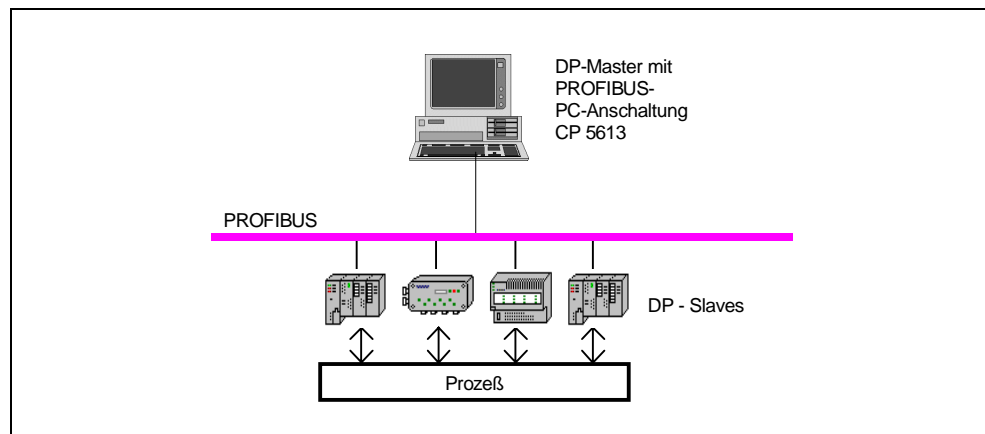 DP-Master mit
PROFIBUS-
PC-Anschaltung
CP 5613
PROFIBUS
DP - Slaves
Prozeß